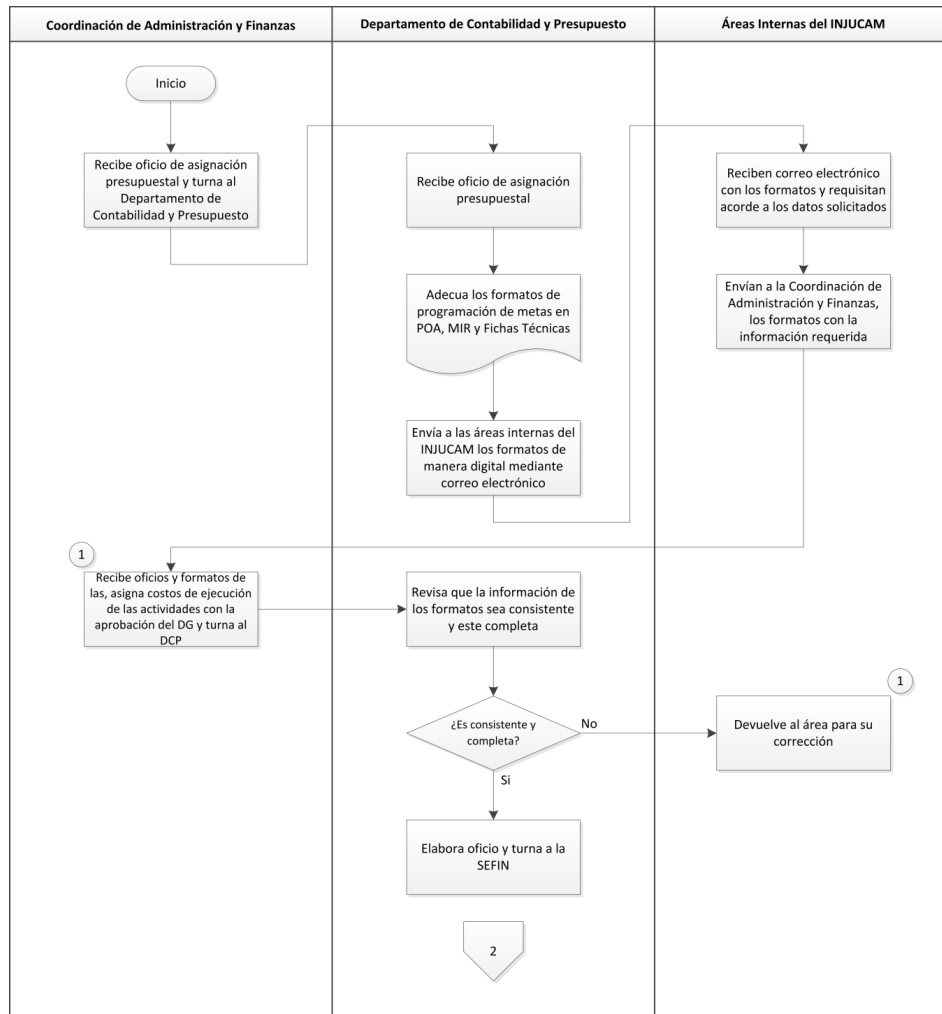 Coordinación de Administración y Finanzas
Departamento de Contabilidad y Presupuesto
Áreas Internas del INJUCAM
Inicio
Recibe oficio de asignación
presupuestal y turna al
Departamento de
Contabilidad y Presupuesto
Recibe oficio de asignación
presupuestal
Reciben correo electrónico
con los formatos y requisitan
acorde a los datos solicitados
Adecua los formatos de
programación de metas en
POA, MIR y Fichas Técnicas
Envían a la Coordinación de
Administración y Finanzas,
los formatos con la
información requerida
Envía a las áreas internas del
INJUCAM los formatos de
manera digital mediante
correo electrónico
1
Recibe oficios y formatos de
las, asigna costos de ejecución
de las actividades con la
aprobación del DG y turna al
DCP
Revisa que la información de
los formatos sea consistente
y este completa
¿Es consistente y
completa?
No
Si
1
Devuelve al área para su
corrección
Elabora oficio y turna a la
SEFIN
2